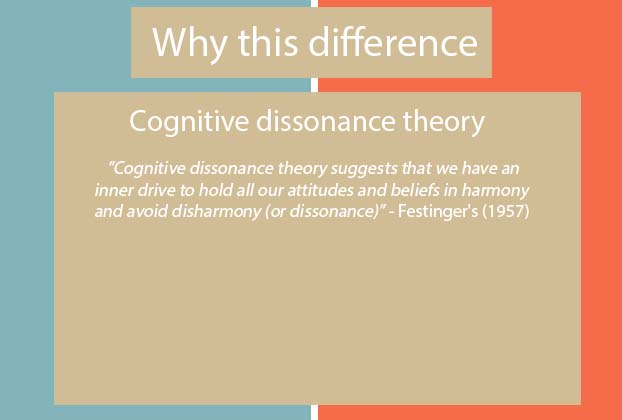 Why this difference
Cognitive dissonance theory
”Cognitive dissonance theory suggests that we have an
inner drive to hold all our attitudes and beliefs in harmony
and avoid disharmony (or dissonance)” - Festinger's (1957)